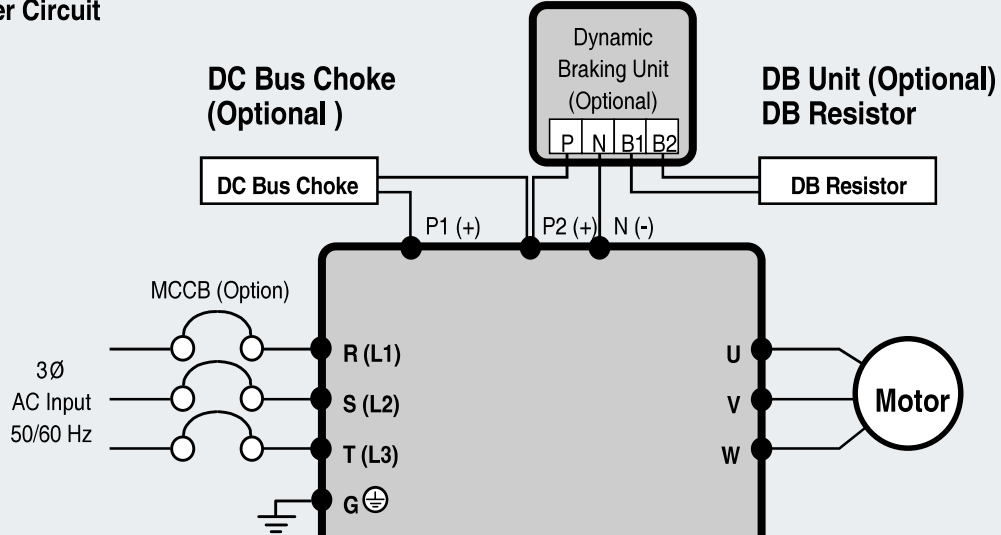 er Circuit
Dynamic
Braking Unit
(Optional)
P N B1 B2
DC Bus Choke
(Optional )
DB Unit (Optional)
DB Resistor
DC Bus Choke
DB Resistor
P1 (+)
P2 (+)
N (-)
MCCB (Option)
3Ø
AC Input
50/60 Hz
R (L1)
S (L2)
T (L3)
G
U
V
W
Motor